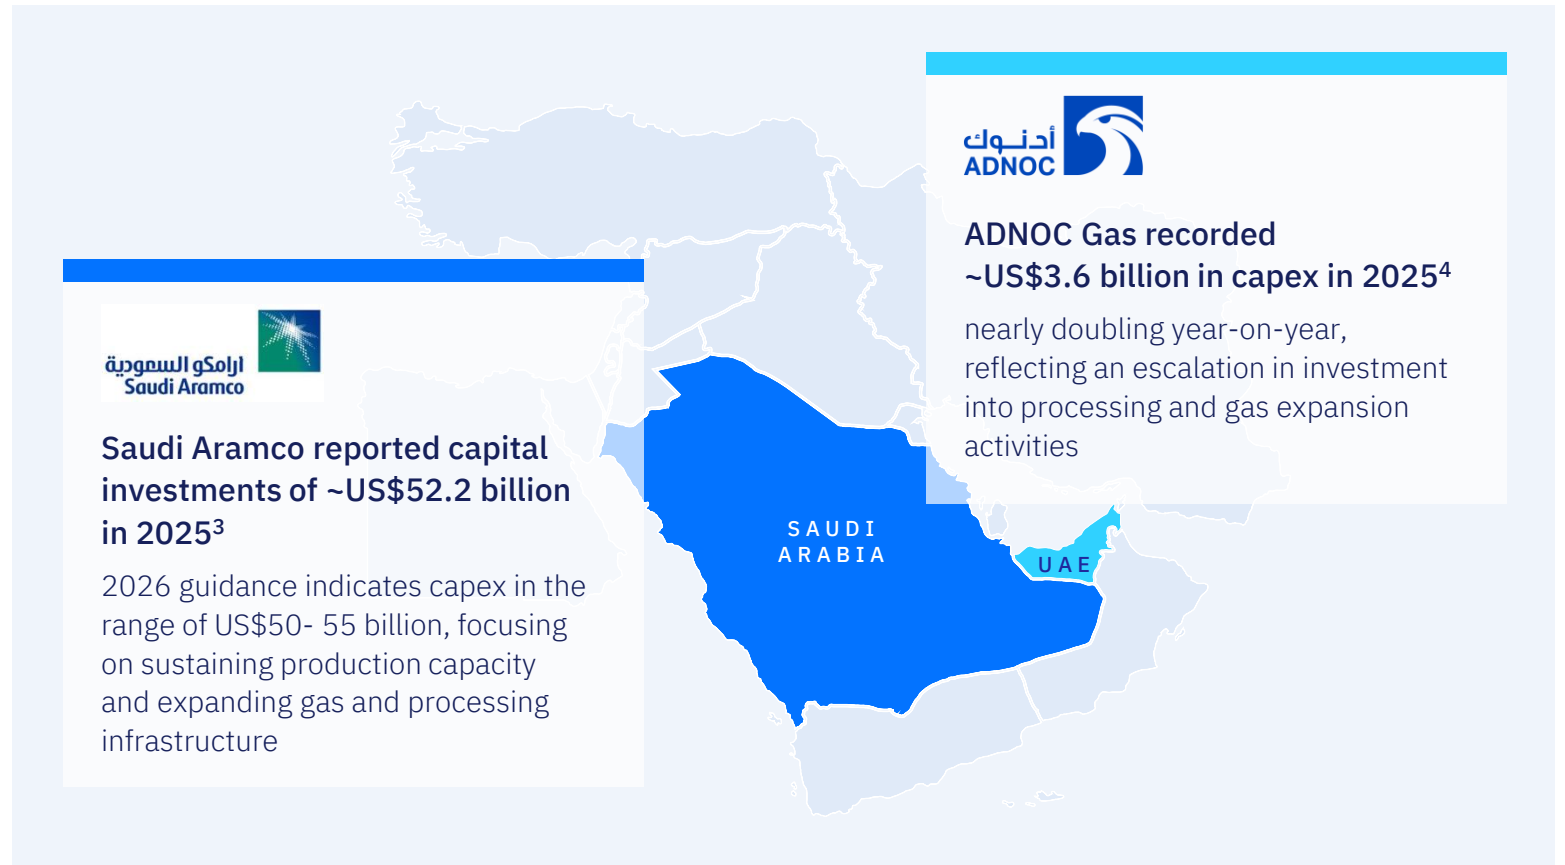 أدنـوك
ADNOC
ADNOC Gas recorded
~US$3.6 billion in capex in 2025⁴
nearly doubling year-on-year,
reflecting an escalation in investment
into processing and gas expansion
activities
أرامكو السعودية
Saudi Aramco
Saudi Aramco reported capital
investments of ~US$52.2 billion
in 2025³
2026 guidance indicates capex in the
range of US$50- 55 billion, focusing
on sustaining production capacity
and expanding gas and processing
infrastructure
SAUDI
ARABIA
UAE